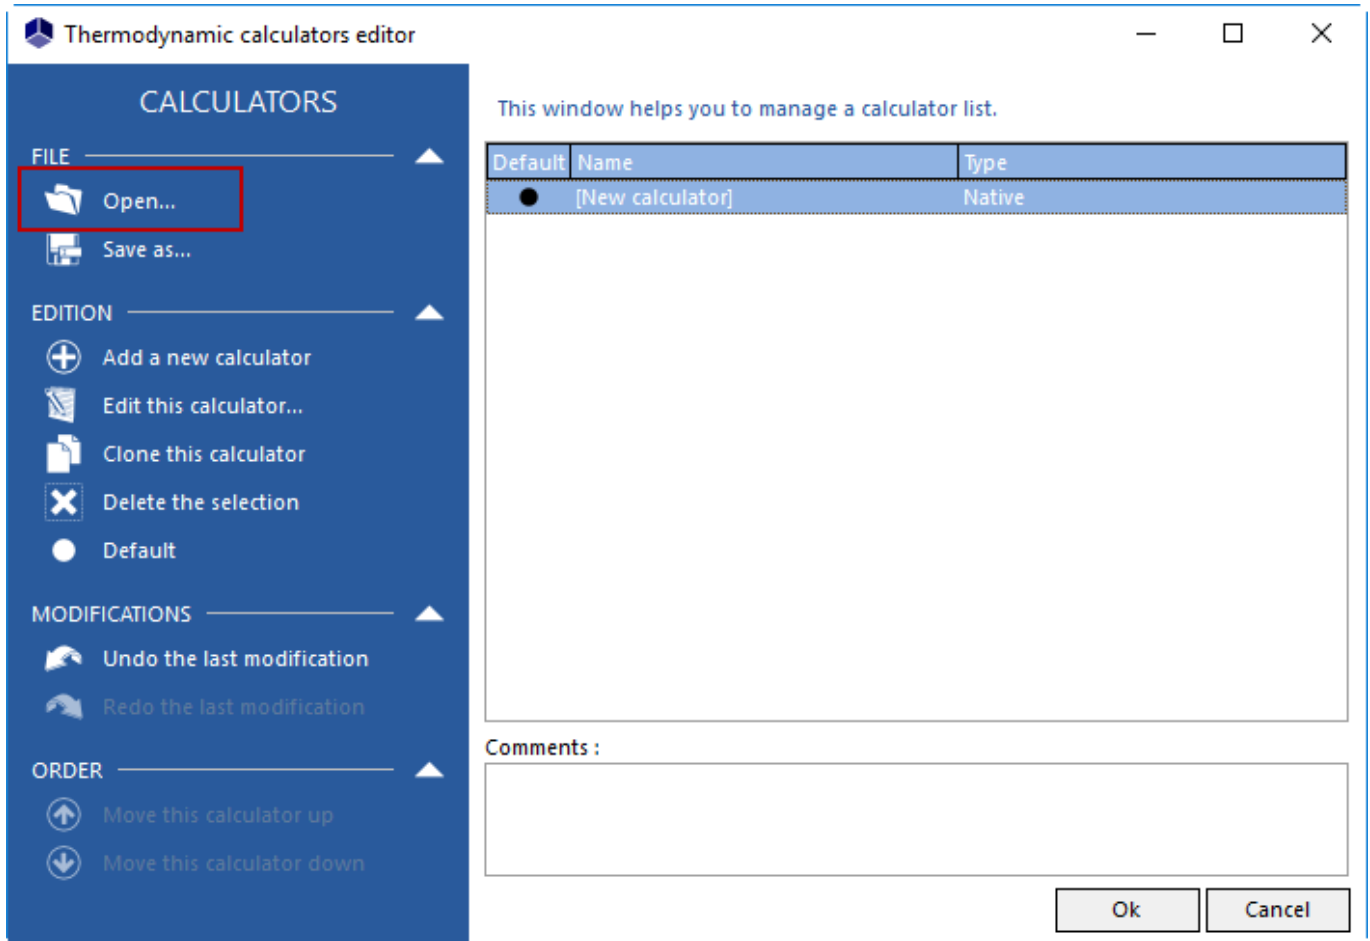 Thermodynamic calculators editor
CALCULATORS
FILE
Open...
Save as...
EDITION
Add a new calculator
Edit this calculator...
Clone this calculator
Delete the selection
Default
MODIFICATIONS
Undo the last modification
Redo the last modification
ORDER
Move this calculator up
Move this calculator down
This window helps you to manage a calculator list.
Default Name Type
[New calculator] Native
Comments :
Ok Cancel